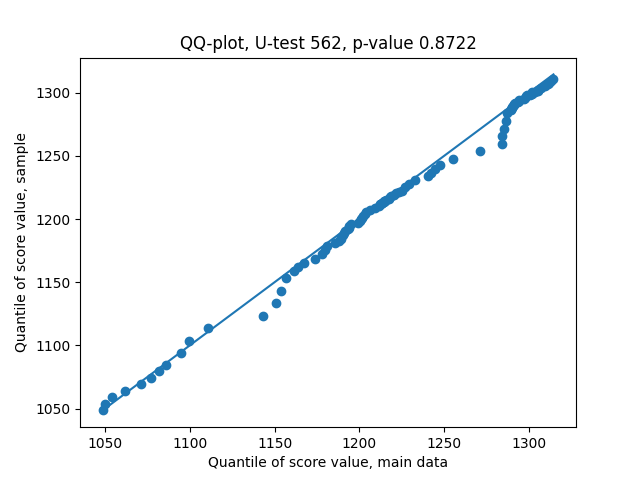 QQ-plot, U-test 562, p-value 0.8722
Quantile of score value, sample
1300
1250
1200
1150
1100
1050
1050 1100 1150 1200 1250 1300
Quantile of score value, main data